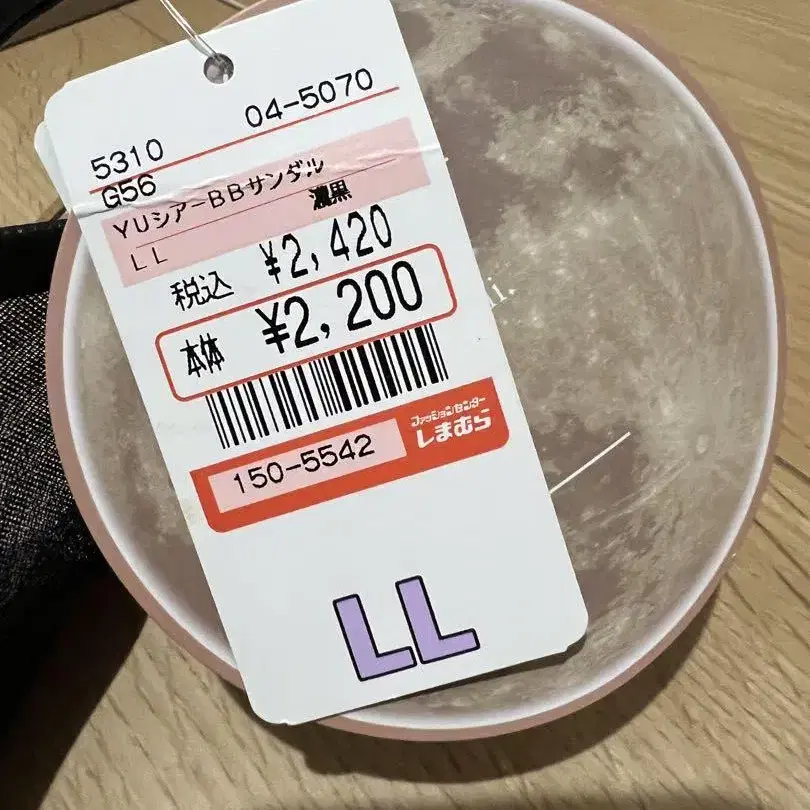 04-5070
5310
G56
YUシアーBBサンダル
濃黒
LL
税込 ¥2,420
本体 ¥2,200
ファッションセンター
しまむら
150-5542
LL